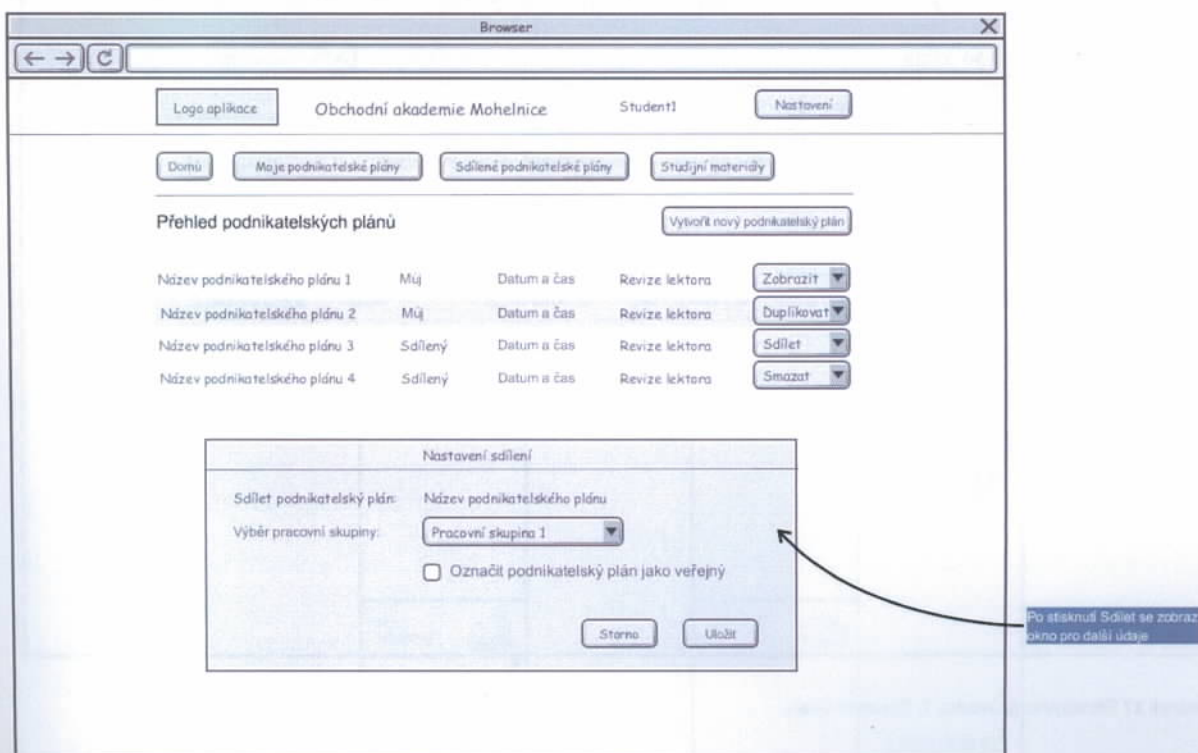 Browser
Logo aplikace Obchodní akademie Mohelnice Student1 Nastavení
Domů Moje podnikatelské plány Sdílené podnikatelské plány Studijní materiály
Přehled podnikatelských plánů Vytvořit nový podnikatelský plán
Název podnikatelského plánu 1 Můj Datum a čas Revize lektora Zobrazit
Název podnikatelského plánu 2 Můj Datum a čas Revize lektora Duplikovat
Název podnikatelského plánu 3 Sdílený Datum a čas Revize lektora Sdílet
Název podnikatelského plánu 4 Sdílený Datum a čas Revize lektora Smazat
Nastavení sdílení
Sdílet podnikatelský plán: Název podnikatelského plánu
Výběr pracovní skupiny: Pracovní skupina 1
Označit podnikatelský plán jako veřejný
Storno Uložit
Po stisknutí Sdílet se zobraz
okno pro další údaje